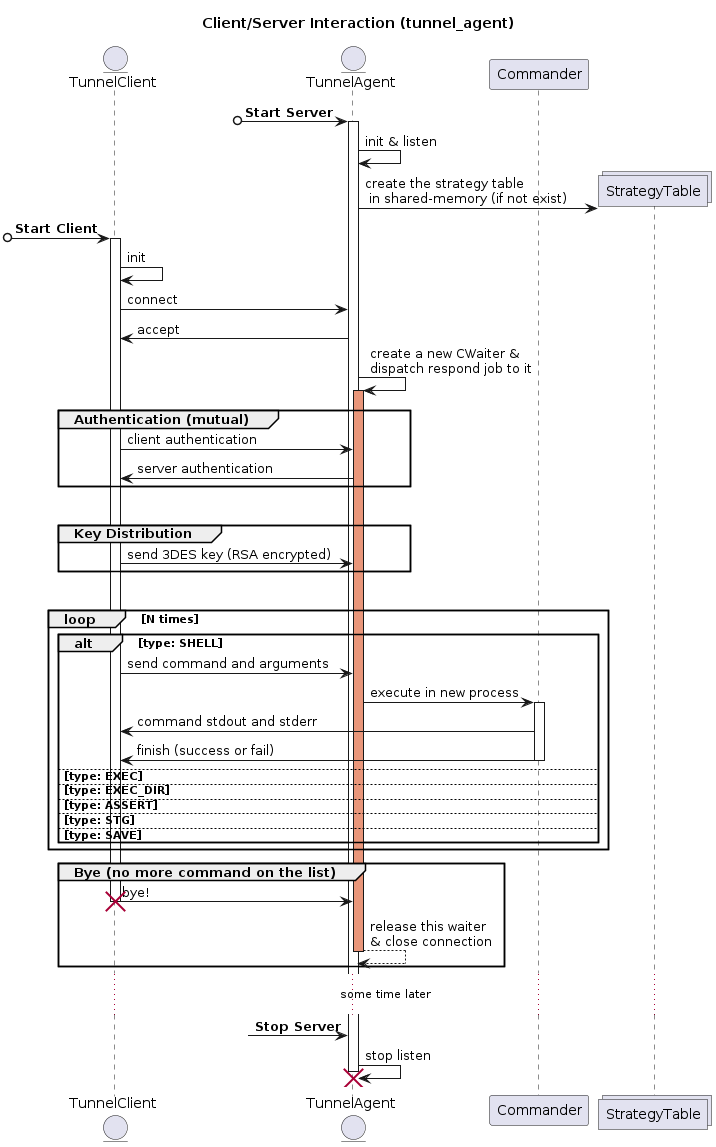 Client/Server Interaction (tunnel_agent)
TunnelClient
TunnelAgent
Commander
Start Server
init & listen
create the strategy table
in shared-memory (if not exist)
StrategyTable
Start Client
init
connect
accept
create a new CWaiter &
dispatch respond job to it
Authentication (mutual)
client authentication
server authentication
Key Distribution
send 3DES key (RSA encrypted)
loop [N times]
alt [type: SHELL]
send command and arguments
execute in new process
command stdout and stderr
finish (success or fail)
[type: EXEC]
[type: EXEC_DIR]
[type: ASSERT]
[type: STG]
[type: SAVE]
Bye (no more command on the list)
bye!
release this waiter
& close connection
some time later
Stop Server
stop listen
TunnelClient
TunnelAgent
Commander
StrategyTable